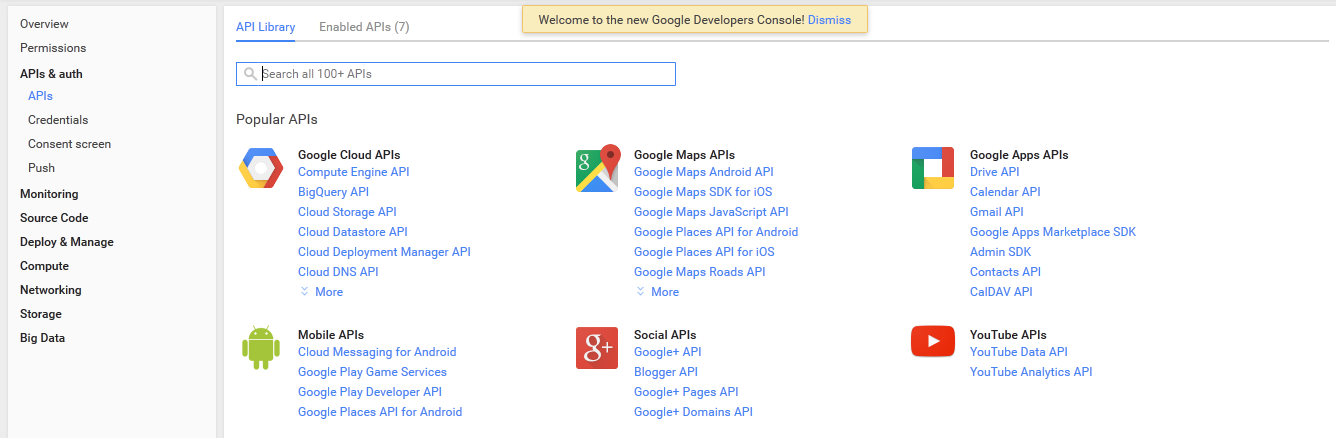 Overview
Permissions
APIs & auth
APIs
Credentials
Consent screen
Push
Monitoring
Source Code
Deploy & Manage
Compute
Networking
Storage
Big Data
Welcome to the new Google Developers Console! Dismiss
API Library Enabled APIs (7)
Search all 100+ APIs
Popular APIs
Google Cloud APIs
Compute Engine API
BigQuery API
Cloud Storage API
Cloud Datastore API
Cloud Deployment Manager API
Cloud DNS API
More
g
Google Maps APIs
Google Maps Android API
Google Maps SDK for iOS
Google Maps JavaScript API
Google Places API for Android
Google Places API for iOS
Google Maps Roads API
More
Google Apps APIs
Drive API
Calendar API
Gmail API
Google Apps Marketplace SDK
Admin SDK
Contacts API
CalDAV API
Mobile APIs
Cloud Messaging for Android
Google Play Game Services
Google Play Developer API
Google Places API for Android
g+
Social APIs
Google+ API
Blogger API
Google+ Pages API
Google+ Domains API
YouTube APIs
YouTube Data API
YouTube Analytics API